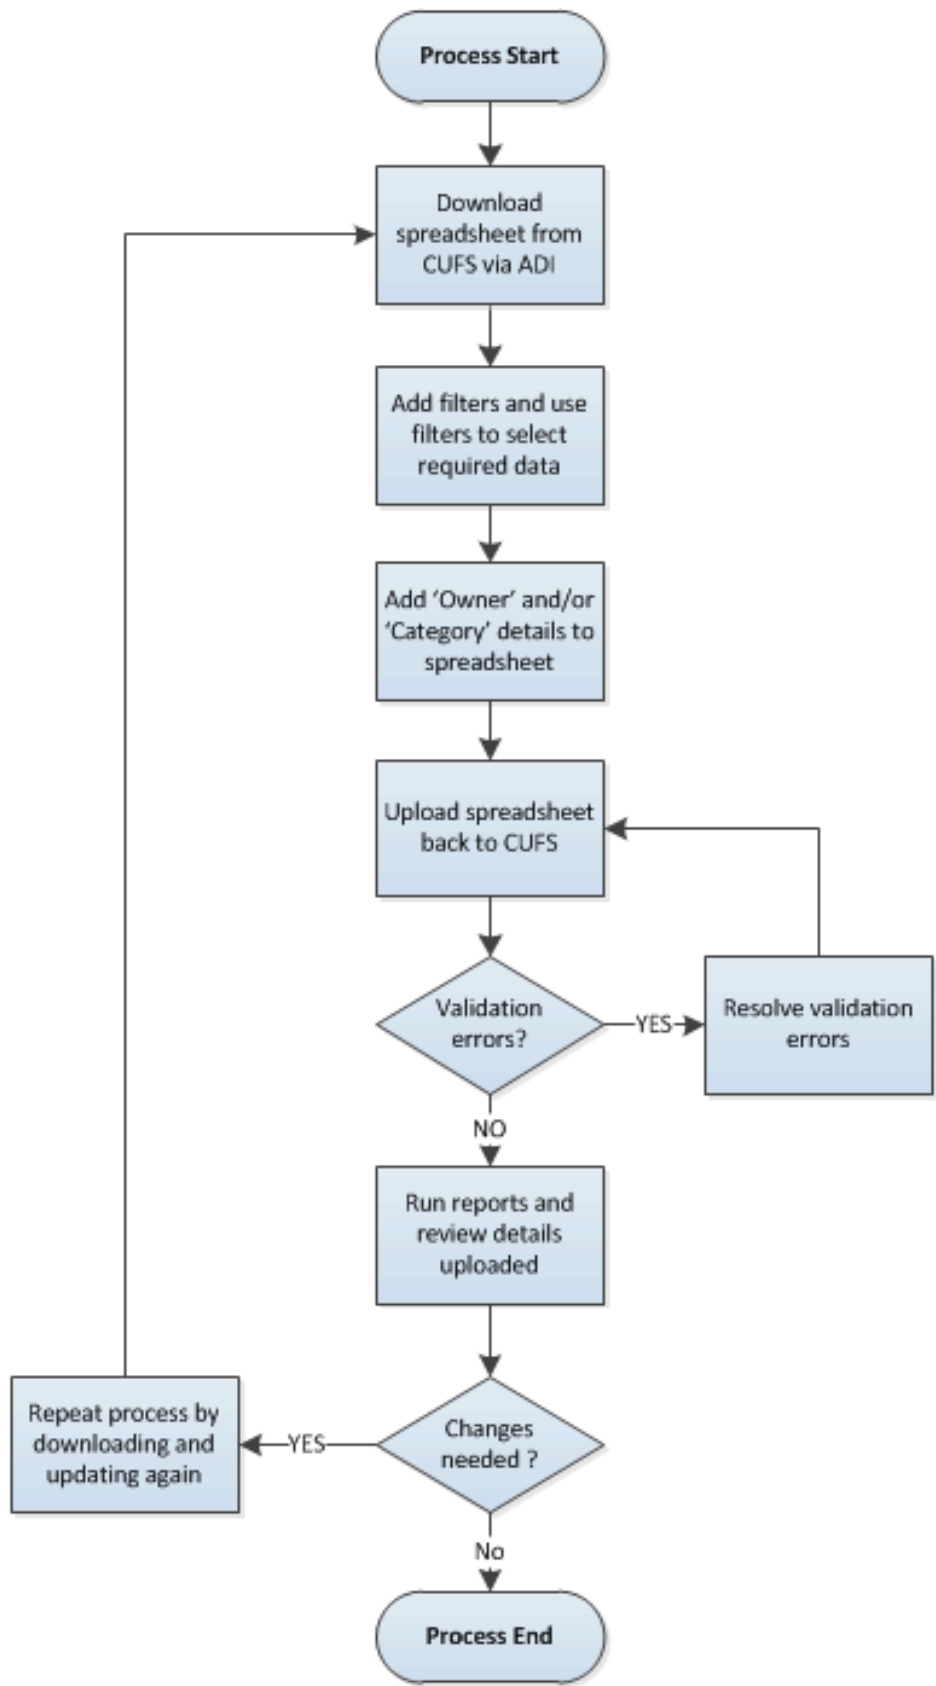 Process Start
Download
spreadsheet from
CUFS via ADI
Add filters and use
filters to select
required data
Add ‘Owner’ and/or
‘Category’ details to
spreadsheet
Upload spreadsheet
back to CUFS
Validation
errors?
YES
Resolve validation
errors
NO
Run reports and
review details
uploaded
Changes
needed ?
YES
Repeat process by
downloading and
updating again
No
Process End